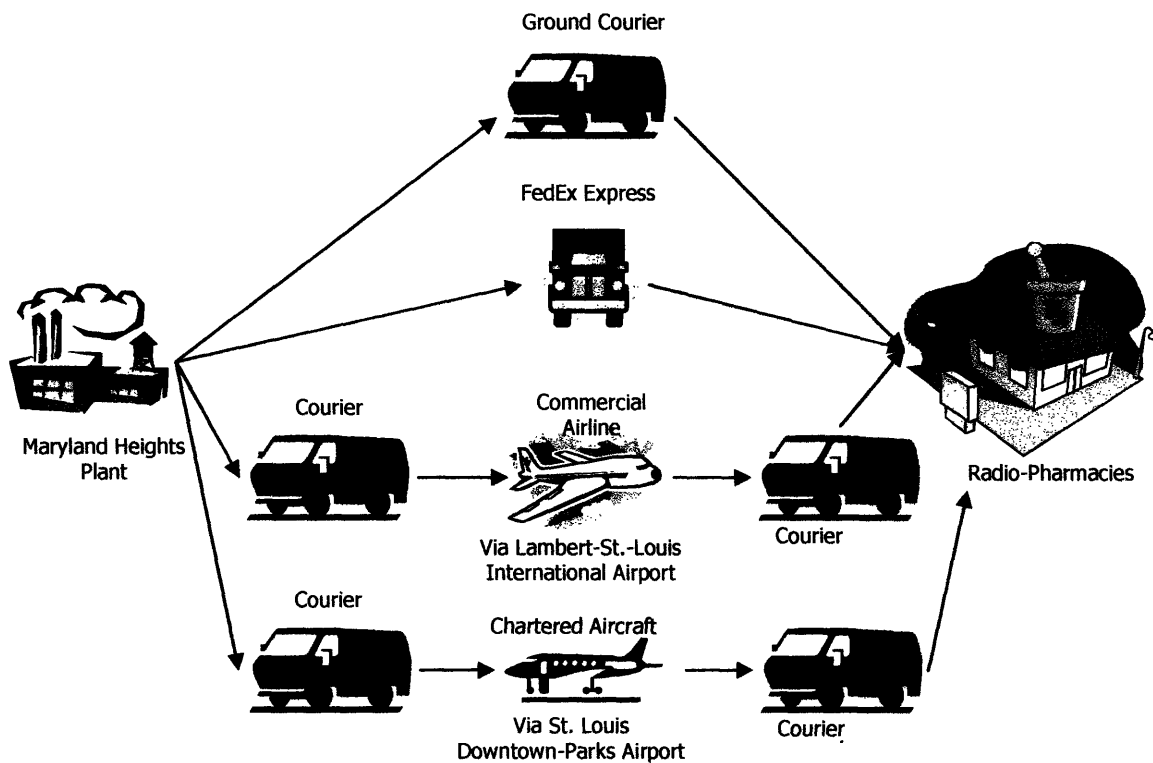 Ground Courier
FedEx Express
Maryland Heights
Plant
Courier
Commercial
Airline
Via Lambert-St.-Louis
International Airport
Courier
Radio-Pharmacies
Courier
Chartered Aircraft
Via St. Louis
Downtown-Parks Airport
Courier